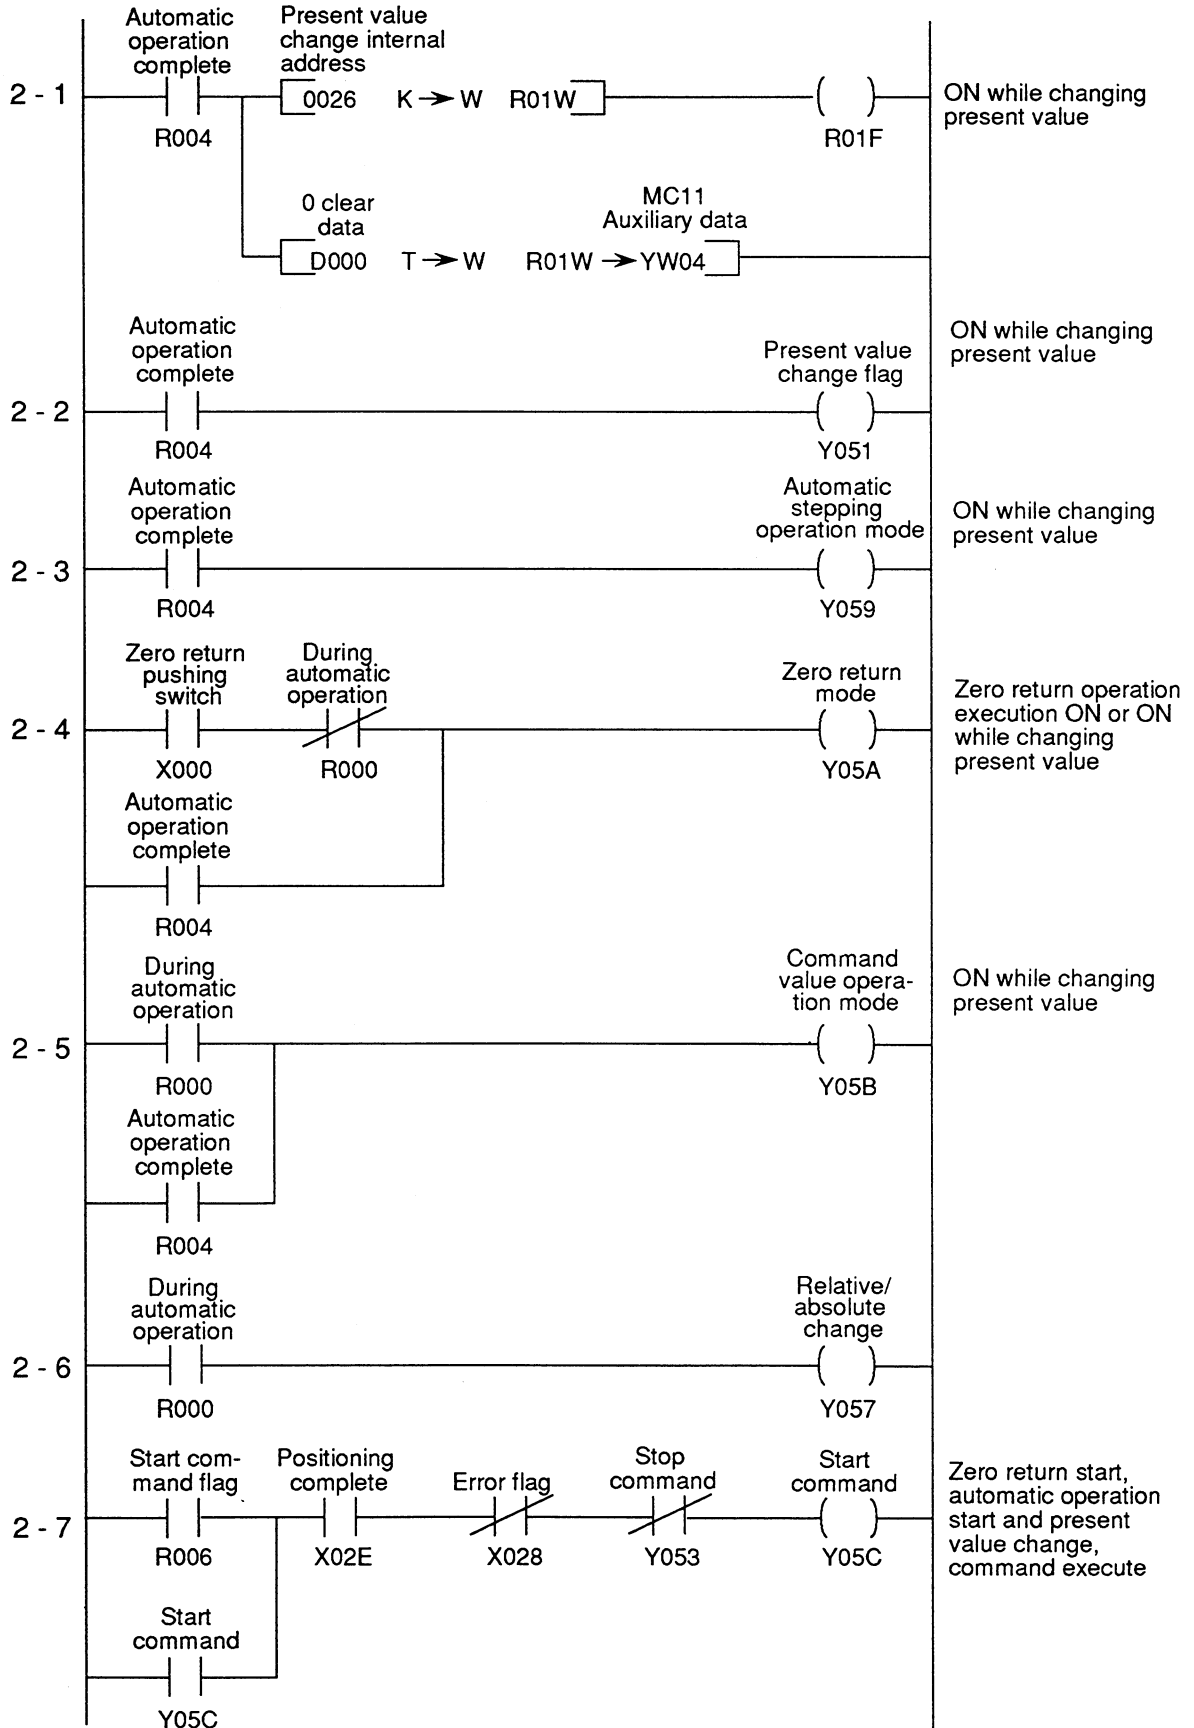 Automatic
operation
complete
Present value
change internal
address
2 - 1
0026 K → W R01W
R004
R01F
ON while changing
present value
0 clear
data
MC11
Auxiliary data
D000 T → W R01W → YW04
Automatic
operation
complete
Present value
change flag
ON while changing
present value
2 - 2
R004
Y051
Automatic
operation
complete
Automatic
stepping
operation mode
ON while changing
present value
2 - 3
R004
Y059
Zero return
pushing
switch
During
automatic
operation
Zero return
mode
Zero return operation
execution ON or ON
while changing
present value
2 - 4
X000
R000
Y05A
Automatic
operation
complete
R004
During
automatic
operation
Command
value opera-
tion mode
ON while changing
present value
2 - 5
R000
Y05B
Automatic
operation
complete
R004
During
automatic
operation
Relative/
absolute
change
2 - 6
R000
Y057
Start com-
mand flag
Positioning
complete
Error flag
Stop
command
Start
command
Zero return start,
automatic operation
start and present
value change,
command execute
2 - 7
R006
X02E
X028
Y053
Y05C
Start
command
Y05C